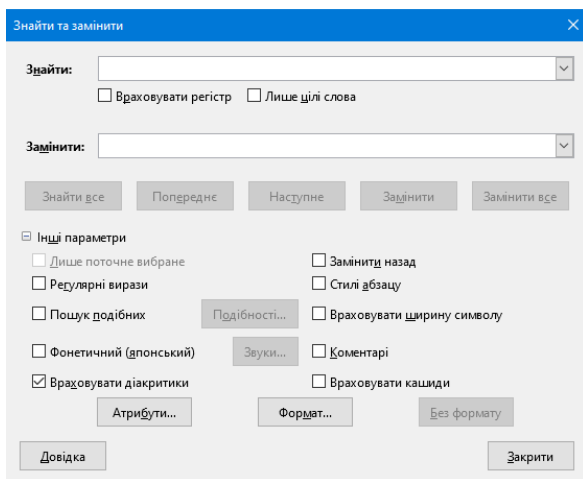 Знайти та замінити
Знайти:
Враховувати регістр Лише цілі слова
Замінити:
Знайти все Попереднє Наступне Замінити Замінити все
Інші параметри
Лише поточне вибране Замінити назад
Регулярні вирази Стилі абзацу
Пошук подібних Подібності... Враховувати ширину символу
Фонетичний (японський) Звуки... Коментарі
Враховувати діакритики Враховувати кашиди
Атрибути... Формат... Без формату
Довідка Закрити